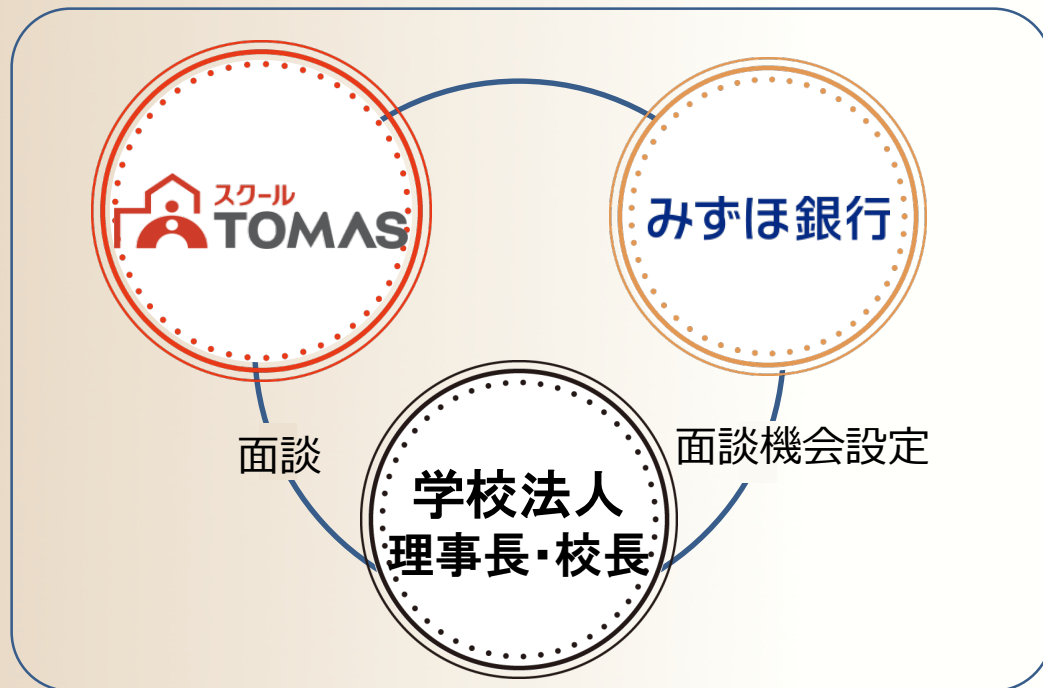 スクール
TOMAS
みずほ銀行
面談
面談機会設定
学校法人
理事長・校長